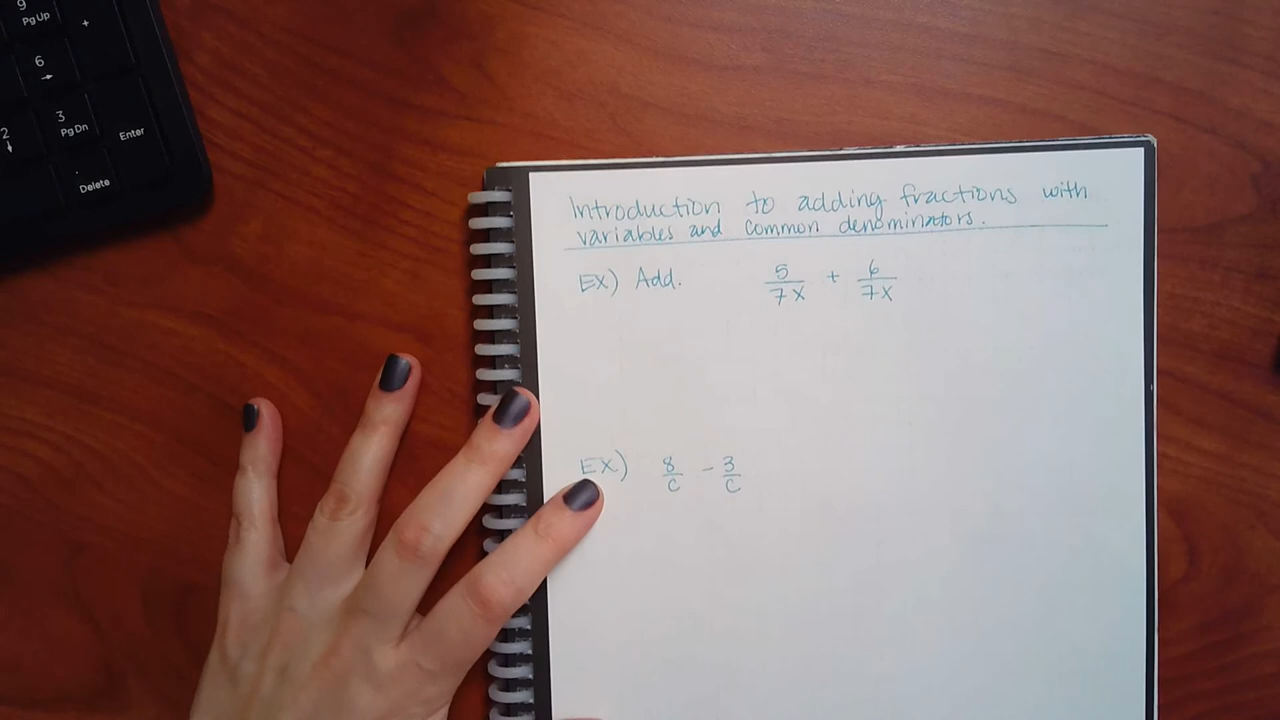 9
PgUp
+
6
→
2
↓
3
PgDn
Enter
.
Delete
Introduction to adding fractions with
variables and common denominators.
EX) Add. 5/7x + 6/7x
EX) 8/c - 3/c